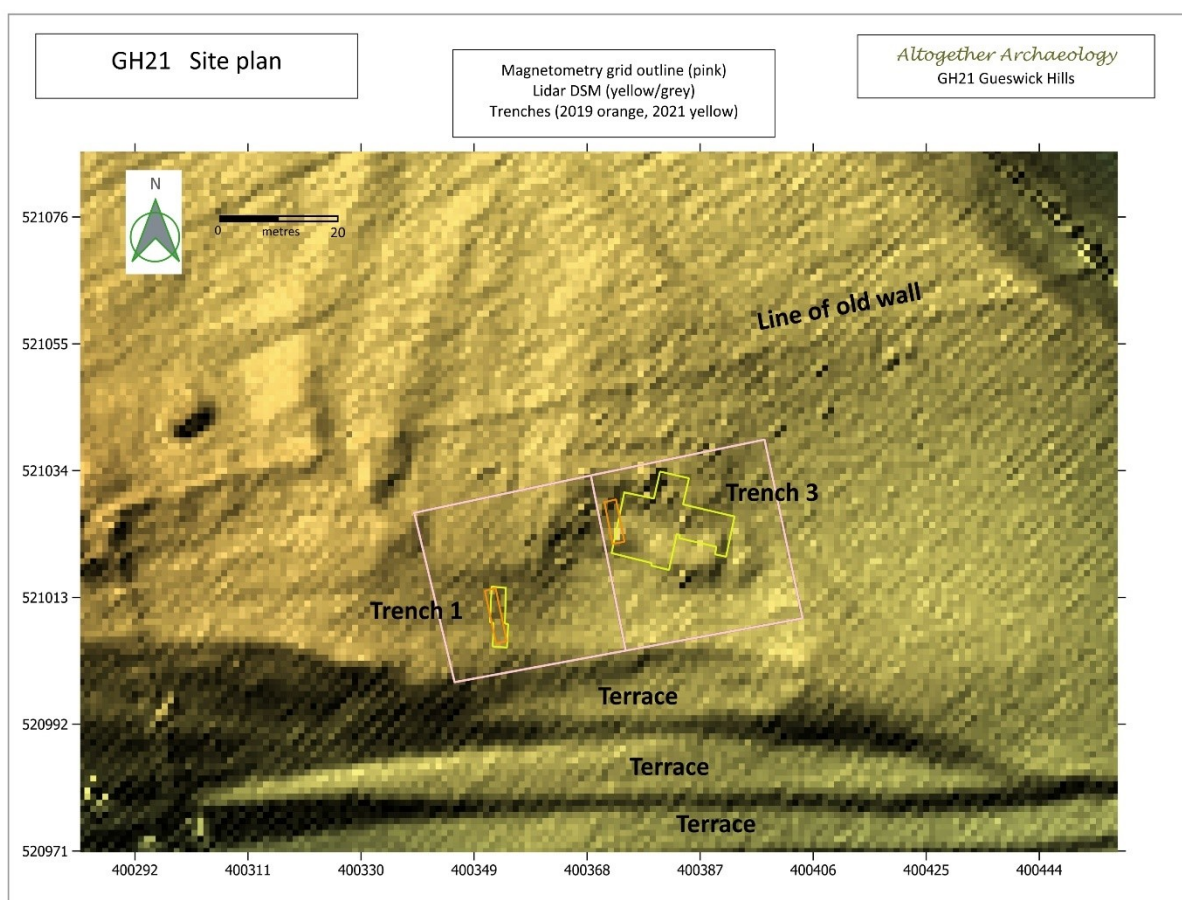 GH21 Site plan
Magnetometry grid outline (pink)
Lidar DSM (yellow/grey)
Trenches (2019 orange, 2021 yellow)
Altogether Archaeology
GH21 Gueswick Hills
N
0 metres 20
521076
521055
521034
521013
520992
520971
Line of old wall
Trench 3
Trench 1
Terrace
Terrace
Terrace
400292 400311 400330 400349 400368 400387 400406 400425 400444